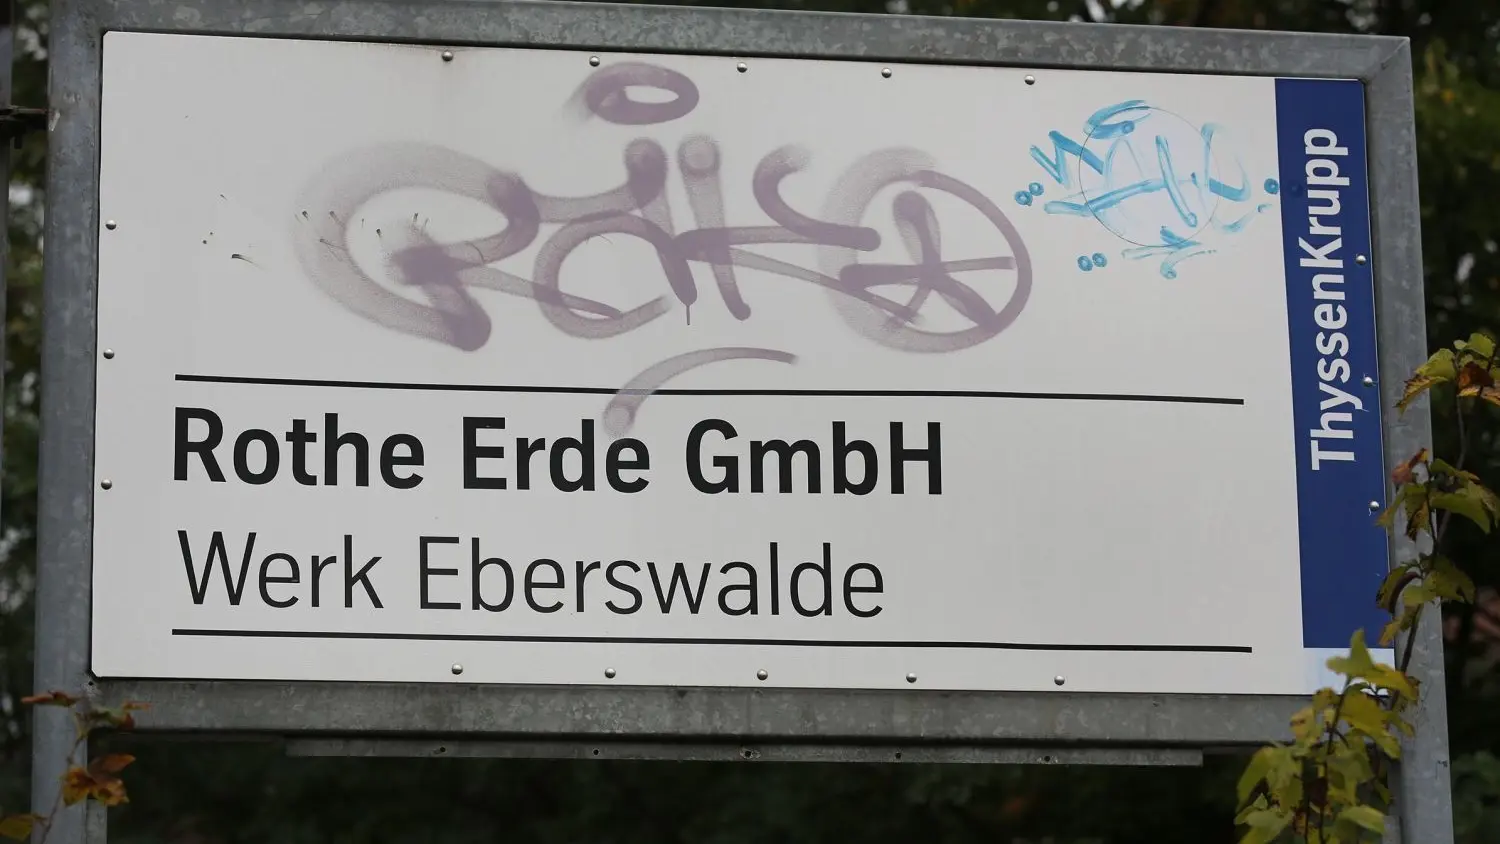 Rothe Erde GmbH
Werk Eberswalde
ThyssenKrupp